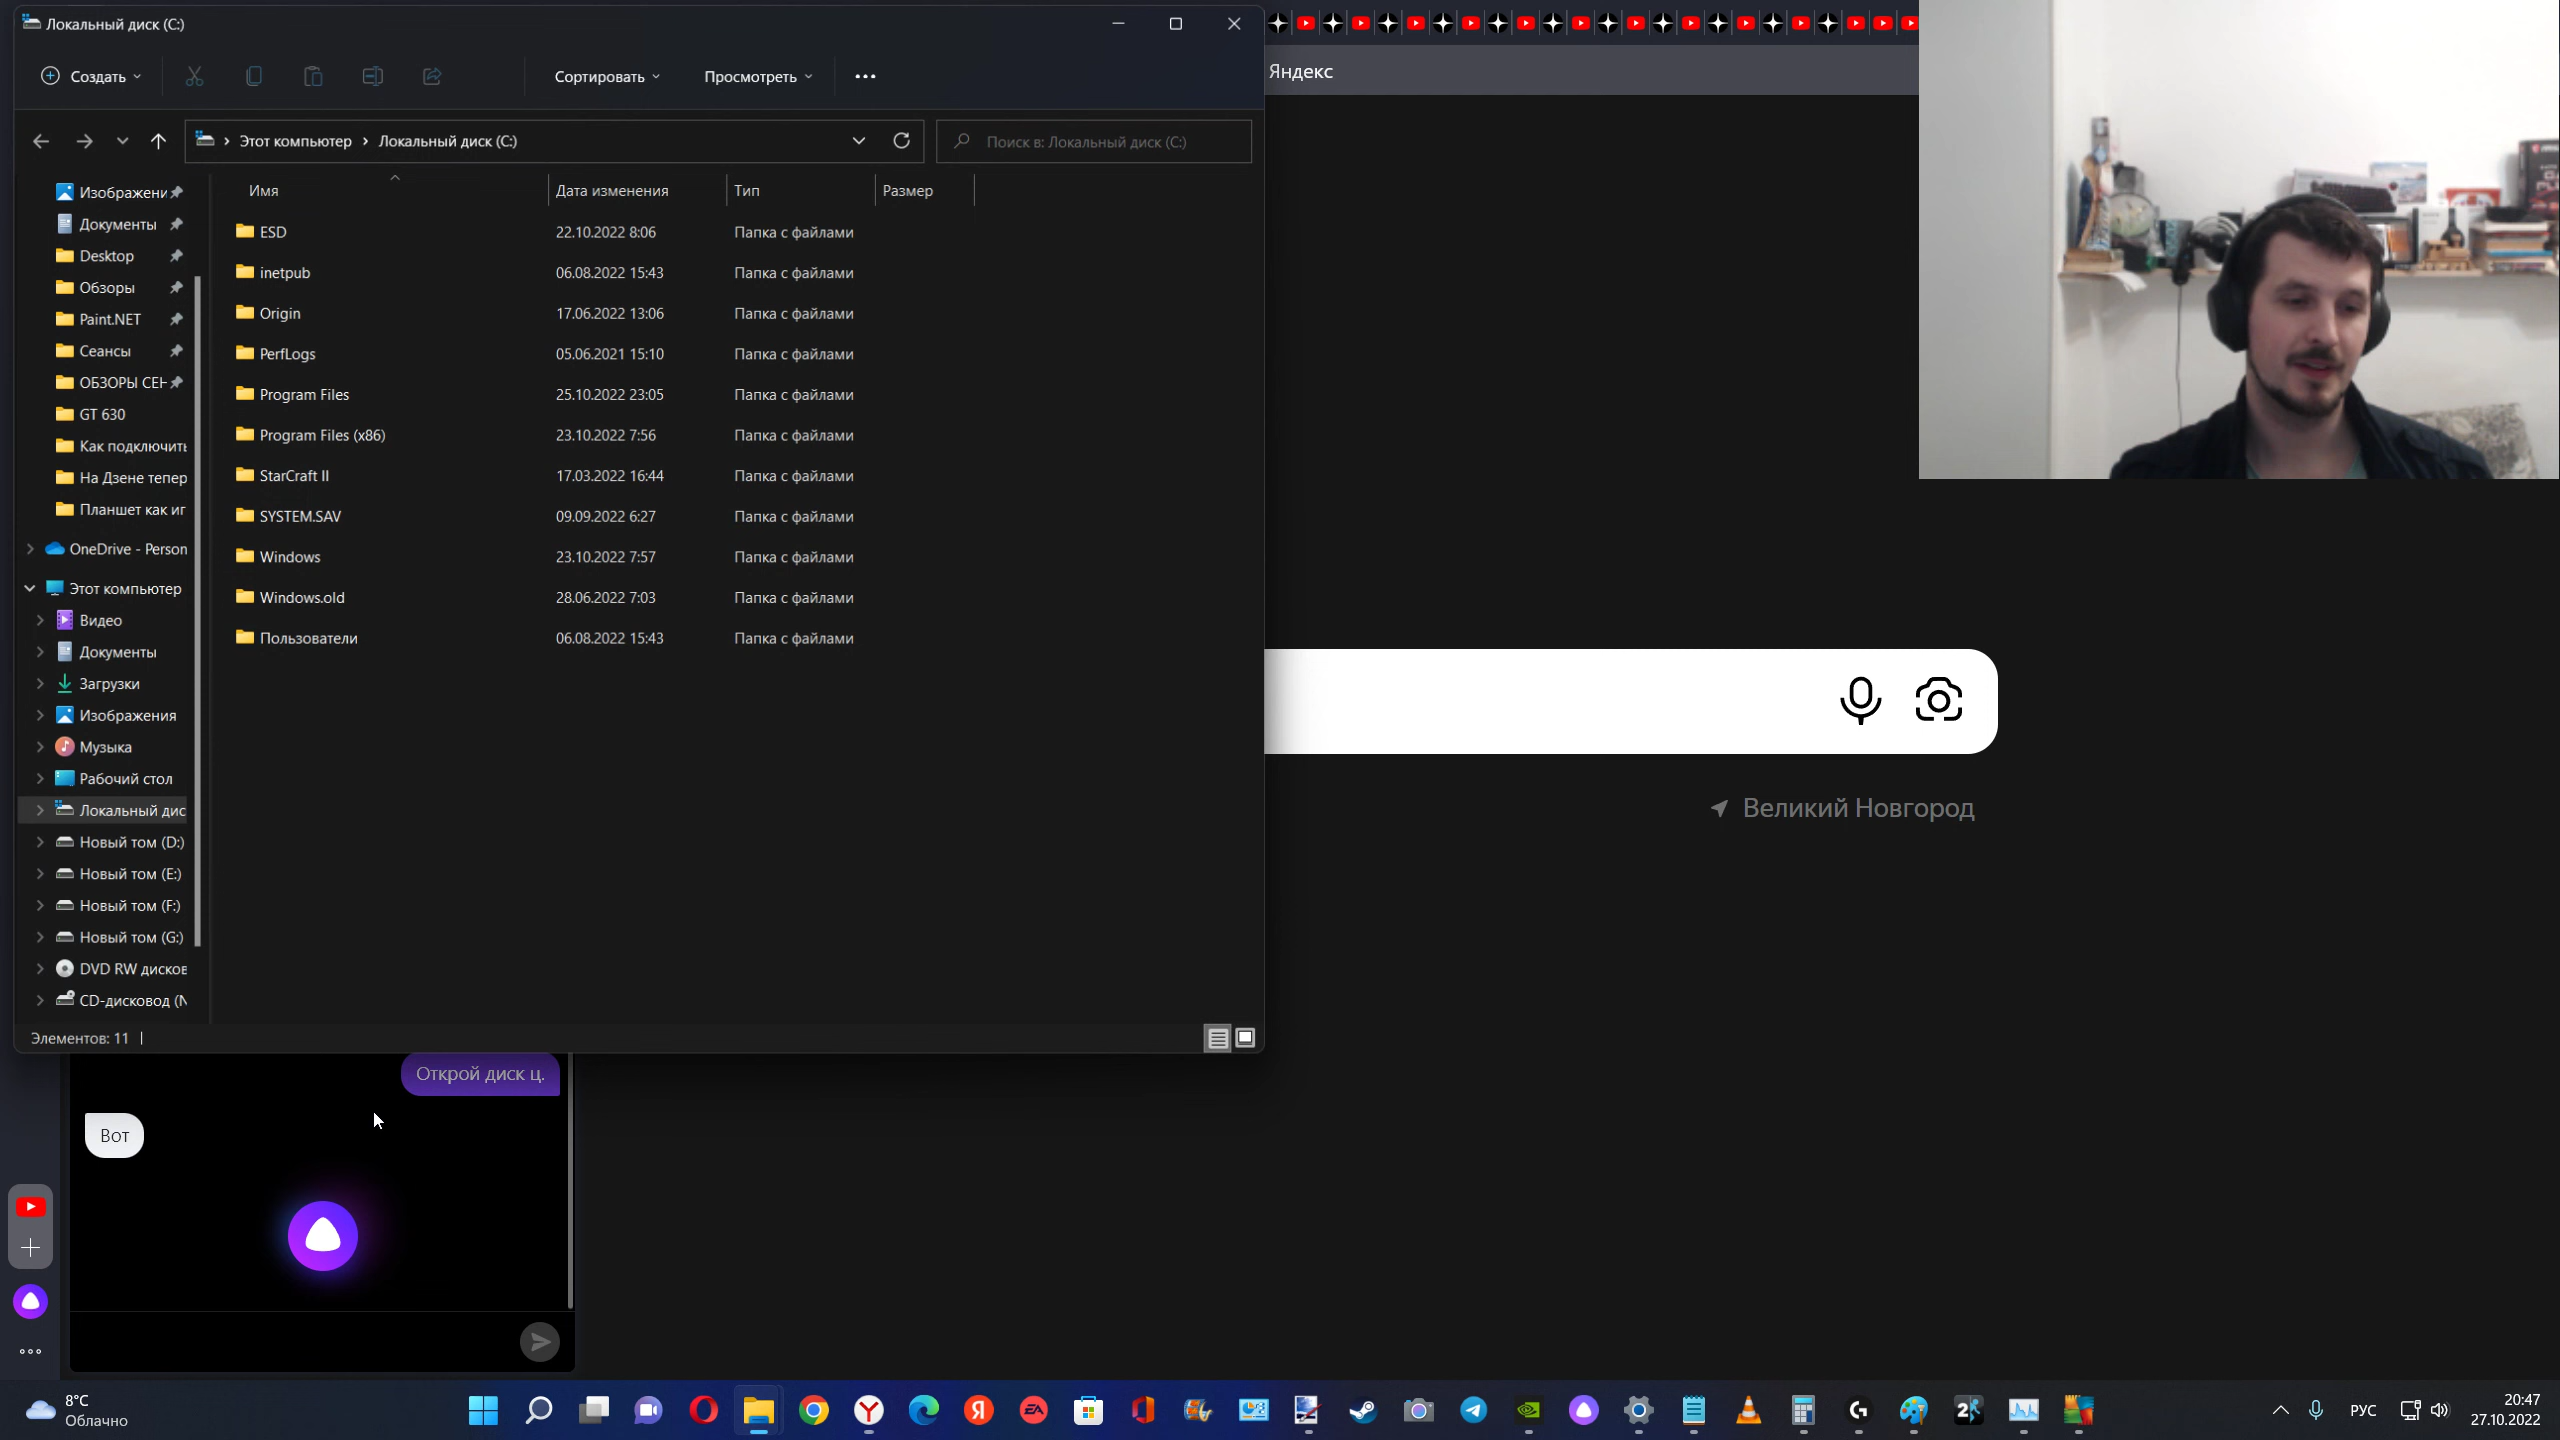 Локальный диск (C:)
Создать
Сортировать
Просмотреть
Яндекс
Этот компьютер
Локальный диск (C:)
Поиск в: Локальный диск (C:)
Имя
Дата изменения
Тип
Размер
ESD 22.10.2022 8:06 Папка с файлами
inetpub 06.08.2022 15:43 Папка с файлами
Origin 17.06.2022 13:06 Папка с файлами
PerfLogs 05.06.2021 15:10 Папка с файлами
Program Files 25.10.2022 23:05 Папка с файлами
Program Files (x86) 23.10.2022 7:56 Папка с файлами
StarCraft II 17.03.2022 16:44 Папка с файлами
SYSTEM.SAV 09.09.2022 6:27 Папка с файлами
Windows 23.10.2022 7:57 Папка с файлами
Windows.old 28.06.2022 7:03 Папка с файлами
Пользователи 06.08.2022 15:43 Папка с файлами
Изображени
Документы
Desktop
Обзоры
Paint.NET
Сеансы
ОБЗОРЫ СЕН
GT 630
Как подключить
На Дзене тепер
Планшет как иг
OneDrive - Person
Этот компьютер
Видео
Документы
Загрузки
Изображения
Музыка
Рабочий стол
Локальный дис
Новый том (D:)
Новый том (E:)
Новый том (F:)
Новый том (G:)
DVD RW дисков
CD-дисковод (N
Элементов: 11
Великий Новгород
Открой диск ц.
Вот
8°C
Облачно
РУС
20:47
27.10.2022